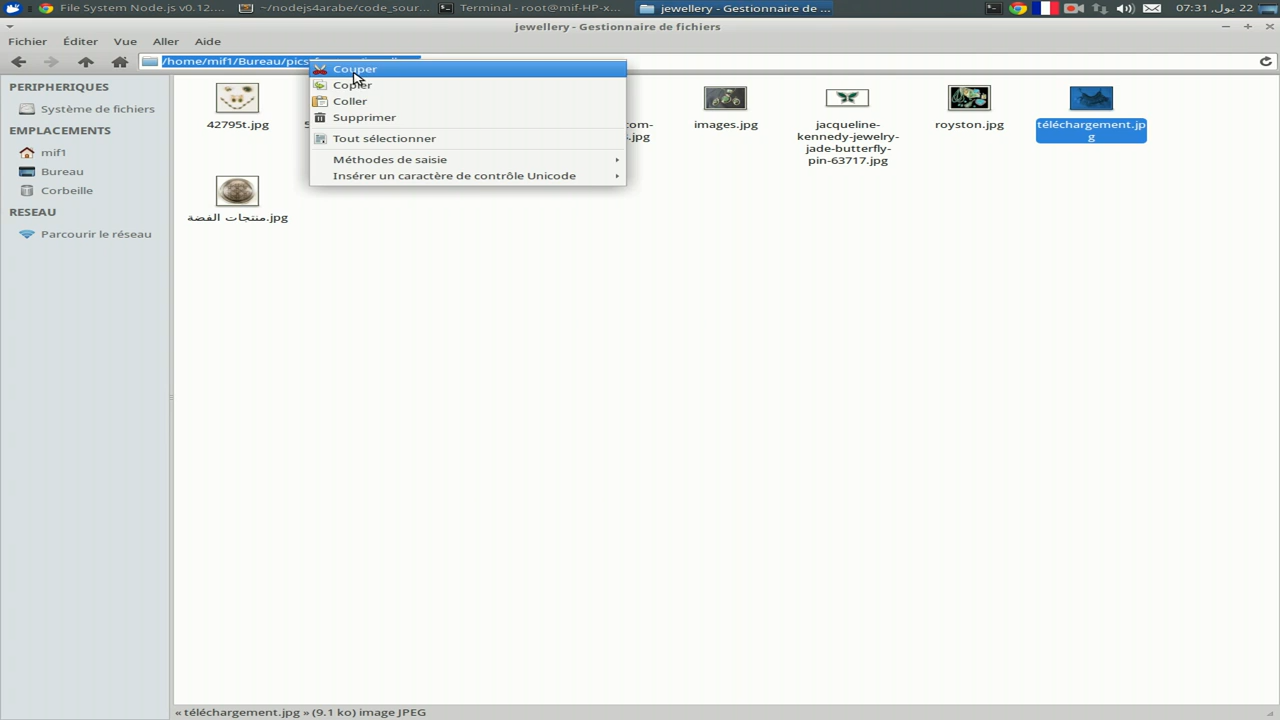 File System Node.js v0.12....
~/nodejs4arabe/code_sour...
Terminal - root@mif-HP-x...
jewellery - Gestionnaire de ...
22 يول, 07:31
jewellery - Gestionnaire de fichiers
Fichier Éditer Vue Aller Aide
/home/mif1/Bureau/pics
PERIPHERIQUES
Système de fichiers
EMPLACEMENTS
mif1
Bureau
Corbeille
RESEAU
Parcourir le réseau
Couper
Copier
Coller
Supprimer
Tout sélectionner
Méthodes de saisie
Insérer un caractère de contrôle Unicode
42795t.jpg
images.jpg
jacqueline-
kennedy-jewelry-
jade-butterfly-
pin-63717.jpg
royston.jpg
téléchargement.jp
g
منتجات الفضة.jpg
« téléchargement.jpg » (9.1 ko) image JPEG